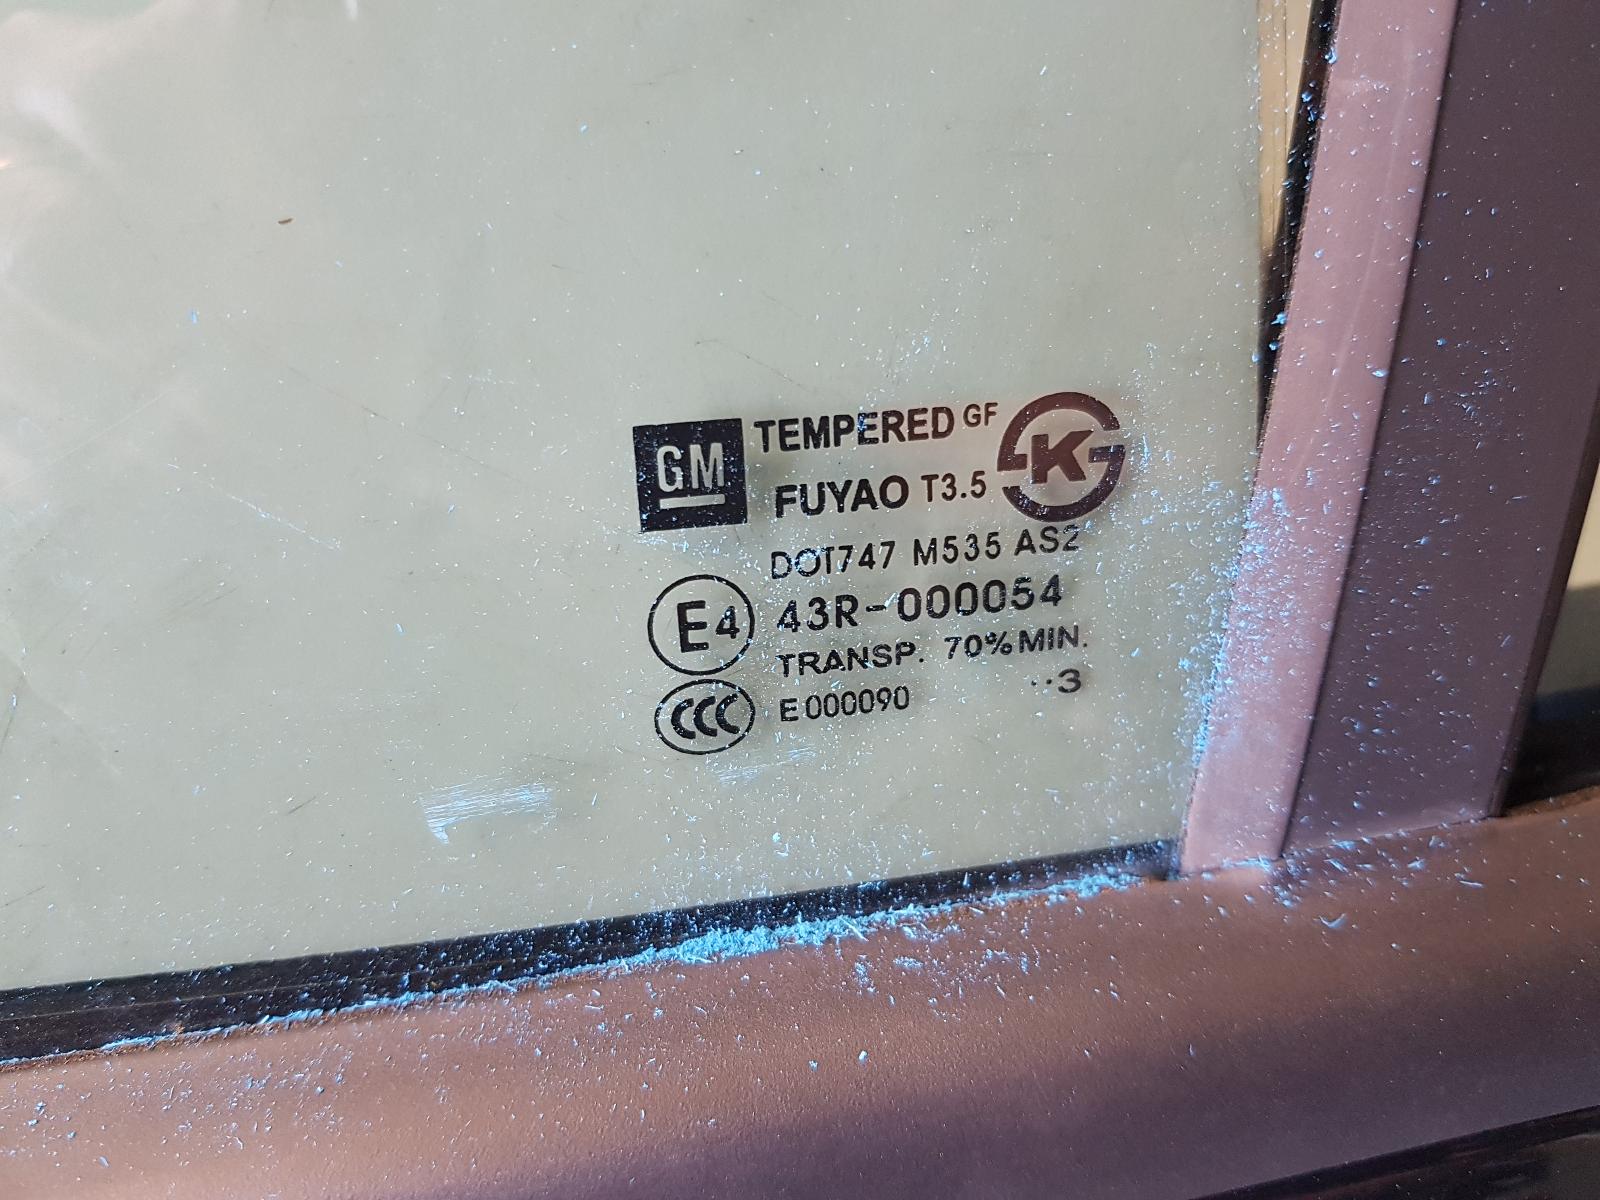 GM TEMPERED GF
FUYAO T3.5
DOT747 M535 AS2
E4 43R-000054
TRANSP. 70% MIN.
CCC E000090 ..3